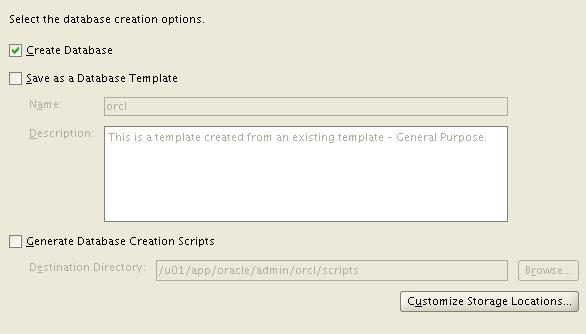 Select the database creation options.
Create Database
Save as a Database Template
Name: orcl
Description: This is a template created from an existing template - General Purpose.
Generate Database Creation Scripts
Destination Directory: /u01/app/oracle/admin/orcl/scripts Browse...
Customize Storage Locations...